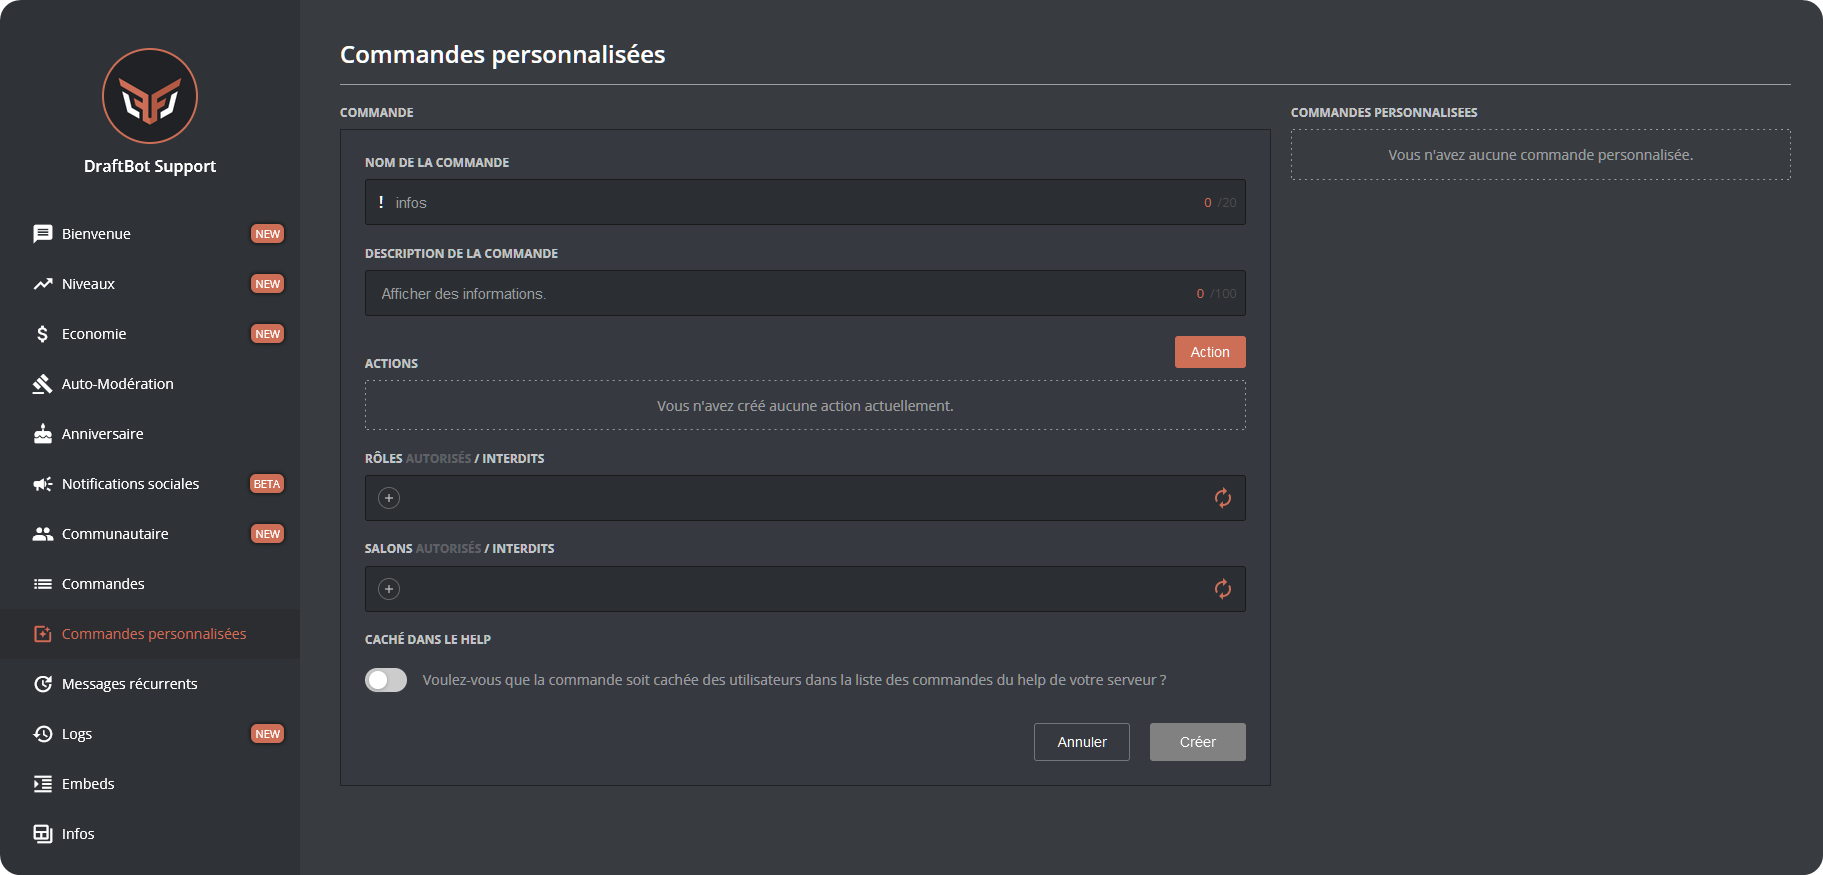 DraftBot Support
Bienvenue NEW
Niveaux NEW
Economie NEW
Auto-Modération
Anniversaire
Notifications sociales BETA
Communautaire NEW
Commandes
Commandes personnalisées
Messages récurrents
Logs NEW
Embeds
Infos
Commandes personnalisées
COMMANDE
NOM DE LA COMMANDE
! infos 0 /20
DESCRIPTION DE LA COMMANDE
Afficher des informations. 0 /100
Action
ACTIONS
Vous n'avez créé aucune action actuellement.
RÔLES AUTORISÉS / INTERDITS
SALONS AUTORISÉS / INTERDITS
CACHÉ DANS LE HELP
Voulez-vous que la commande soit cachée des utilisateurs dans la liste des commandes du help de votre serveur ?
Annuler Créer
COMMANDES PERSONNALISEES
Vous n'avez aucune commande personnalisée.